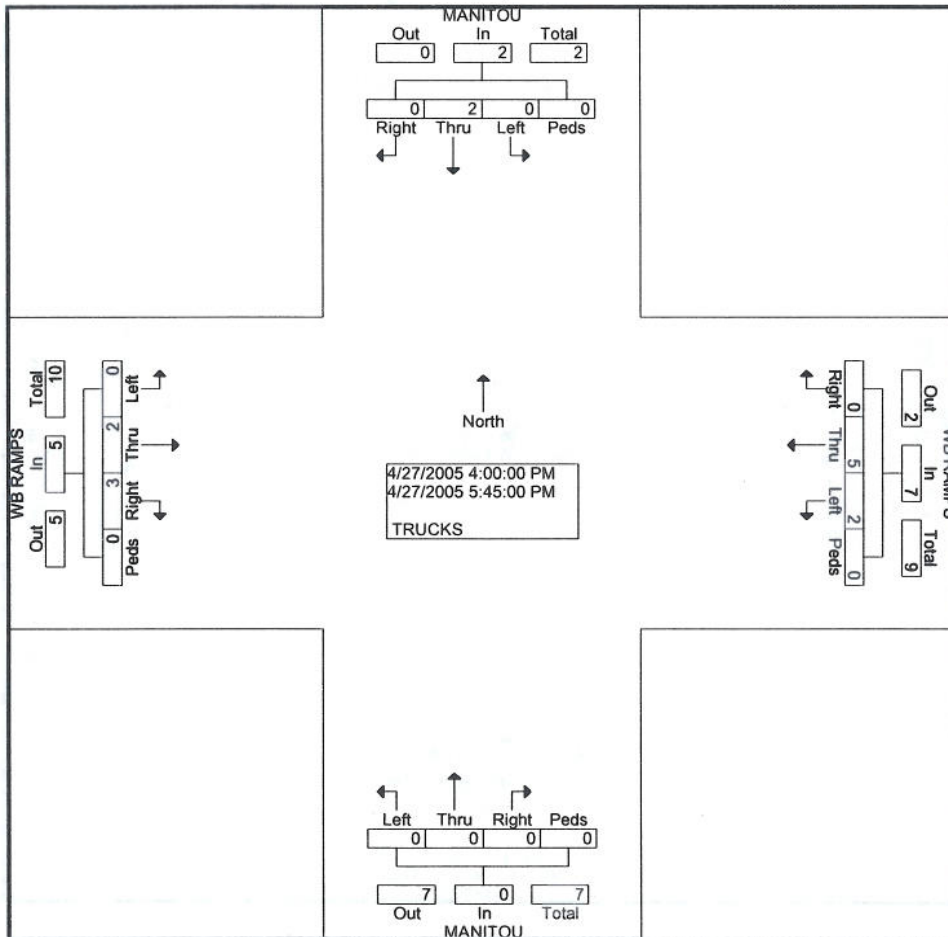 MANITOU
Out In Total
0 2 2
0 2 0 0
Right Thru Left Peds
North
4/27/2005 4:00:00 PM
4/27/2005 5:45:00 PM
TRUCKS
WB RAMPS
Out In Total
5 5 10
Left Thru Right Peds
0 2 3 0
Out In Total
2 7 9
Right Thru Left Peds
0 5 2 0
WB RAMPS
Left Thru Right Peds
0 0 0 0
7 0 7
Out In Total
MANITOU